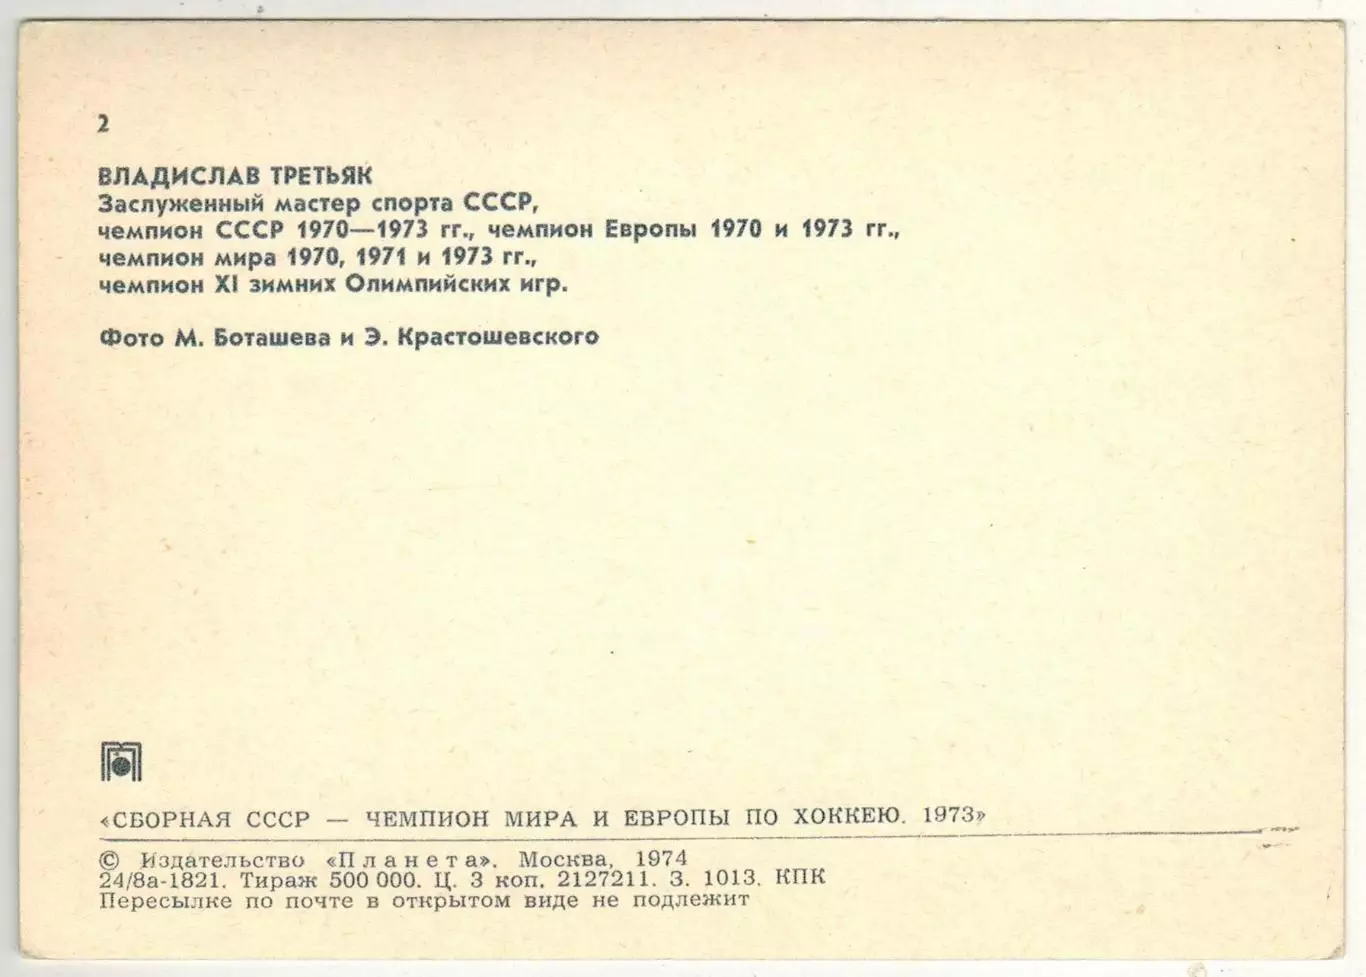 2
ВЛАДИСЛАВ ТРЕТЬЯК
Заслуженный мастер спорта СССР,
чемпион СССР 1970—1973 гг., чемпион Европы 1970 и 1973 гг.,
чемпион мира 1970, 1971 и 1973 гг.,
чемпион XI зимних Олимпийских игр.
Фото М. Боташева и Э. Крастошевского
«СБОРНАЯ СССР — ЧЕМПИОН МИРА И ЕВРОПЫ ПО ХОККЕЮ. 1973»
© Издательство «Планета». Москва, 1974
24/8а-1821. Тираж 500 000. Ц. 3 коп. 2127211. З. 1013. КПК
Пересылке по почте в открытом виде не подлежит